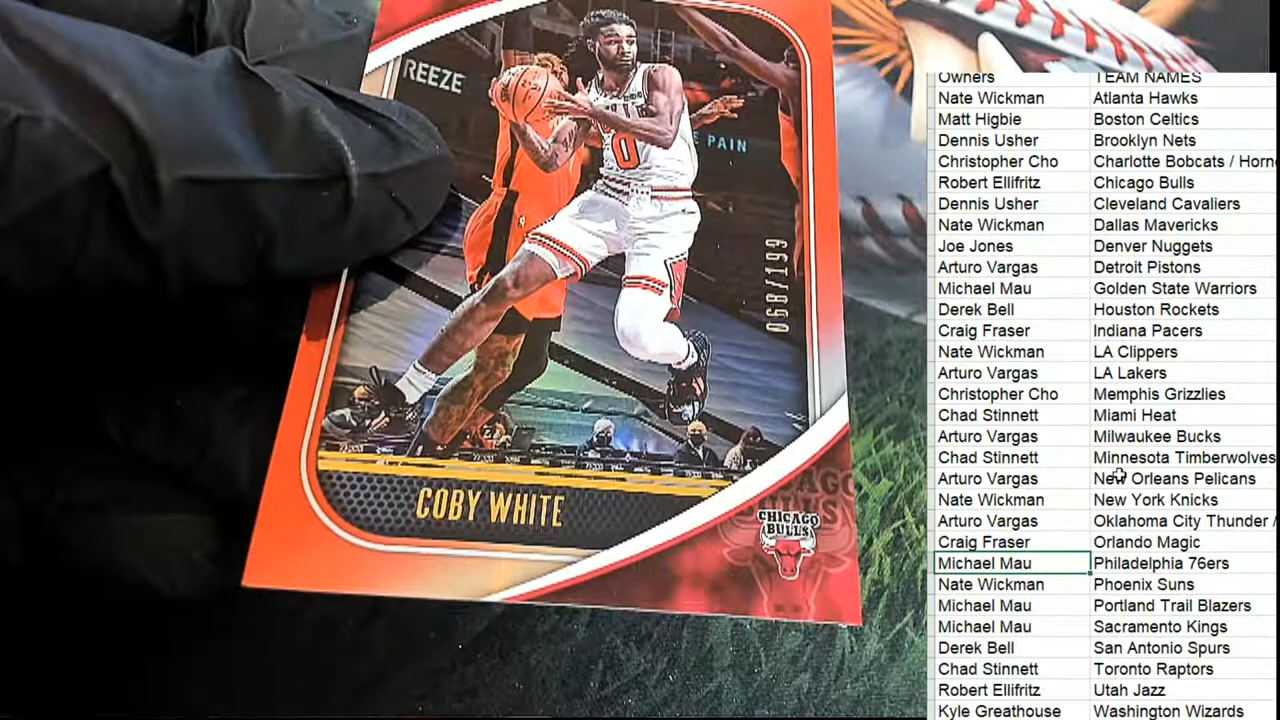 REEZE
E PAIN
0
068/199
COBY WHITE
CHICAGO
BULLS
Owners TEAM NAMES
Nate Wickman Atlanta Hawks
Matt Higbie Boston Celtics
Dennis Usher Brooklyn Nets
Christopher Cho Charlotte Bobcats / Horn
Robert Ellifritz Chicago Bulls
Dennis Usher Cleveland Cavaliers
Nate Wickman Dallas Mavericks
Joe Jones Denver Nuggets
Arturo Vargas Detroit Pistons
Michael Mau Golden State Warriors
Derek Bell Houston Rockets
Craig Fraser Indiana Pacers
Nate Wickman LA Clippers
Arturo Vargas LA Lakers
Christopher Cho Memphis Grizzlies
Chad Stinnett Miami Heat
Arturo Vargas Milwaukee Bucks
Chad Stinnett Minnesota Timberwolves
Arturo Vargas New Orleans Pelicans
Nate Wickman New York Knicks
Arturo Vargas Oklahoma City Thunder /
Craig Fraser Orlando Magic
Michael Mau Philadelphia 76ers
Nate Wickman Phoenix Suns
Michael Mau Portland Trail Blazers
Michael Mau Sacramento Kings
Derek Bell San Antonio Spurs
Chad Stinnett Toronto Raptors
Robert Ellifritz Utah Jazz
Kyle Greathouse Washington Wizards